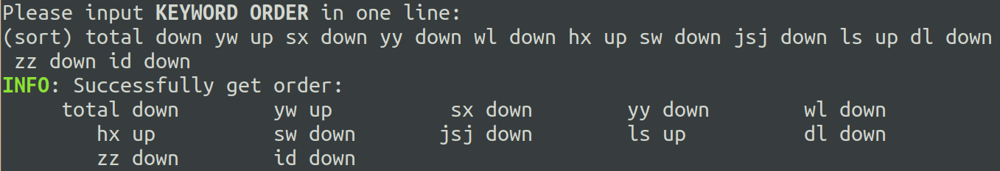 Please input KEYWORD ORDER in one line:
(sort) total down yw up sx down yy down wl down hx up sw down jsj down ls up dl down
zz down id down
INFO: Successfully get order:
total down yw up sx down yy down wl down
hx up sw down jsj down ls up dl down
zz down id down